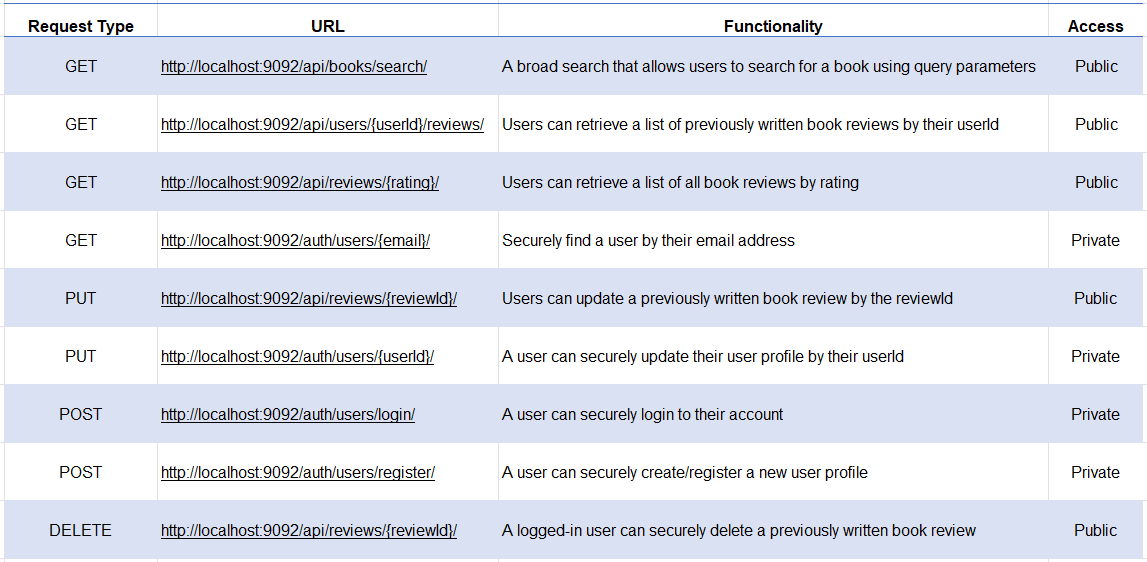 Request Type URL Functionality Access
GET http://localhost:9092/api/books/search/ A broad search that allows users to search for a book using query parameters Public
GET http://localhost:9092/api/users/{userId}/reviews/ Users can retrieve a list of previously written book reviews by their userId Public
GET http://localhost:9092/api/reviews/{rating}/ Users can retrieve a list of all book reviews by rating Public
GET http://localhost:9092/auth/users/{email}/ Securely find a user by their email address Private
PUT http://localhost:9092/api/reviews/{reviewId}/ Users can update a previously written book review by the reviewId Public
PUT http://localhost:9092/auth/users/{userId}/ A user can securely update their user profile by their userId Private
POST http://localhost:9092/auth/users/login/ A user can securely login to their account Private
POST http://localhost:9092/auth/users/register/ A user can securely create/register a new user profile Private
DELETE http://localhost:9092/api/reviews/{reviewId}/ A logged-in user can securely delete a previously written book review Public